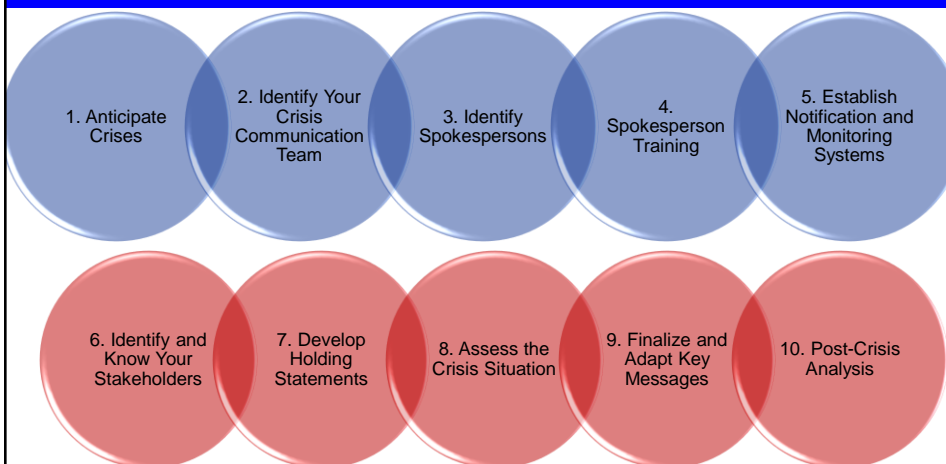 1. Anticipate
Crises
2. Identify Your
Crisis
Communication
Team
3. Identify
Spokespersons
4.
Spokesperson
Training
5. Establish
Notification and
Monitoring
Systems
6. Identify and
Know Your
Stakeholders
7. Develop
Holding
Statements
8. Assess the
Crisis Situation
9. Finalize and
Adapt Key
Messages
10. Post-Crisis
Analysis